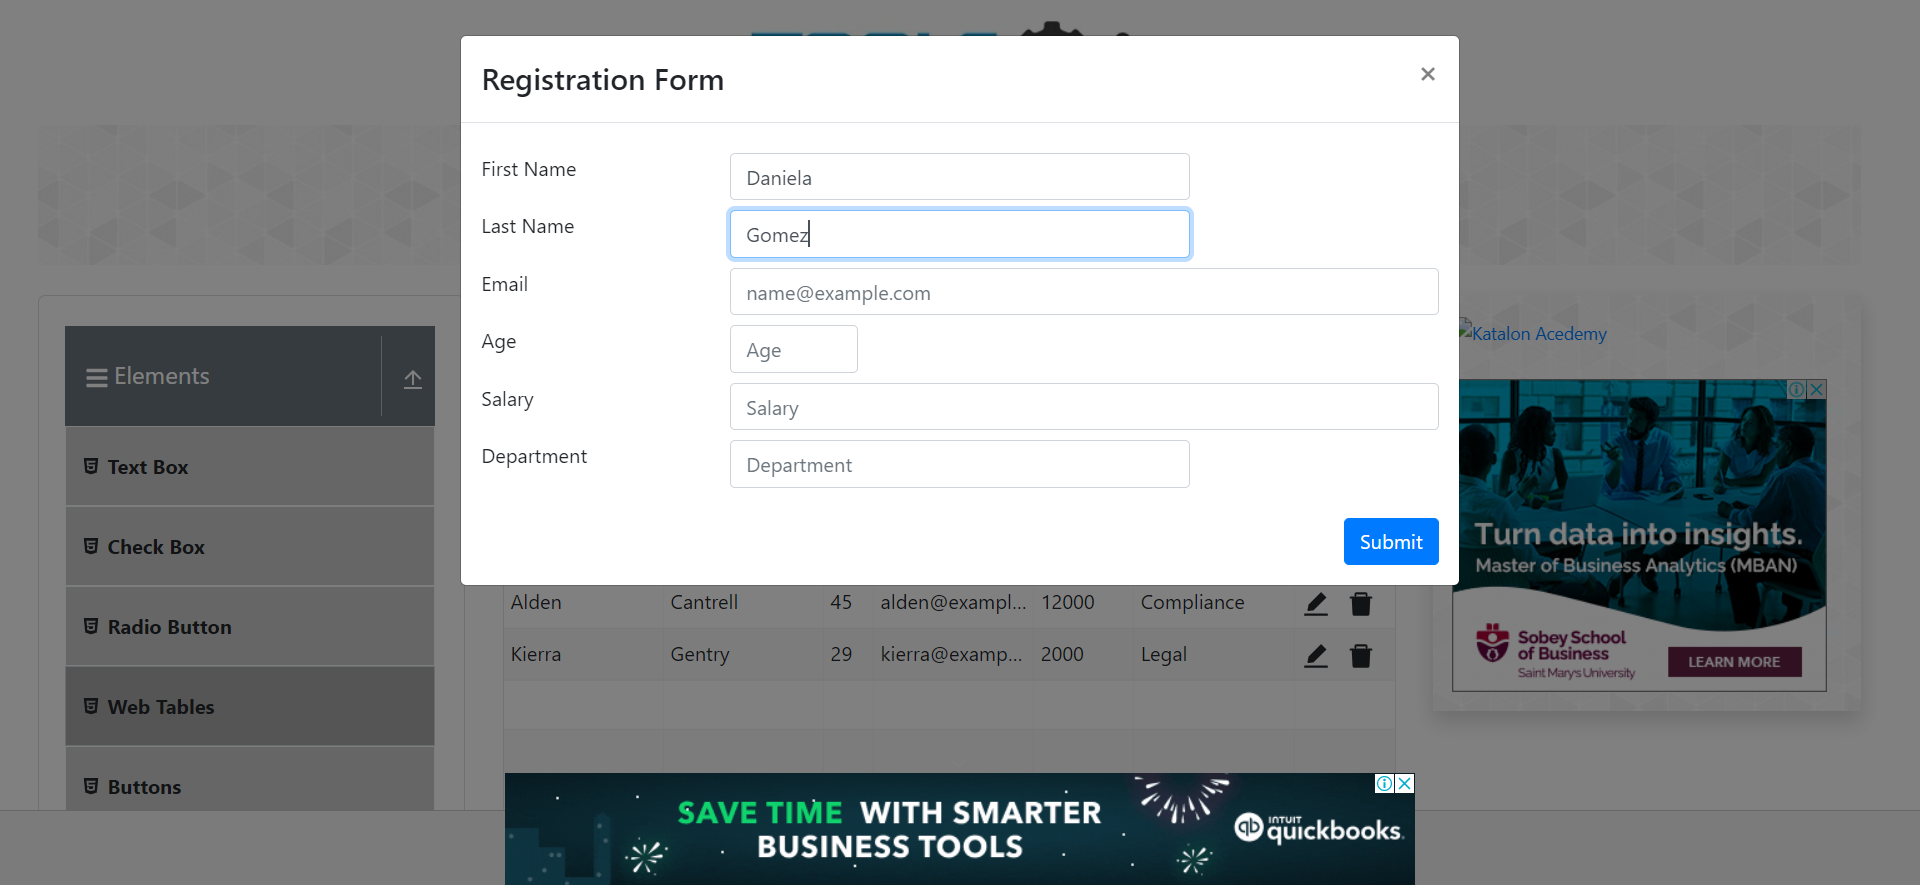 Registration Form
×
First Name
Daniela
Last Name
Gomez
Email
name@example.com
Age
Age
Salary
Salary
Department
Department
Submit
Elements
Text Box
Check Box
Radio Button
Web Tables
Buttons
Alden Cantrell 45 alden@exampl... 12000 Compliance
Kierra Gentry 29 kierra@examp... 2000 Legal
Katalon Acedemy
Turn data into insights.
Master of Business Analytics (MBAN)
Sobey School
of Business
Saint Mary's University
LEARN MORE
SAVE TIME WITH SMARTER
BUSINESS TOOLS
INTUIT
quickbooks.